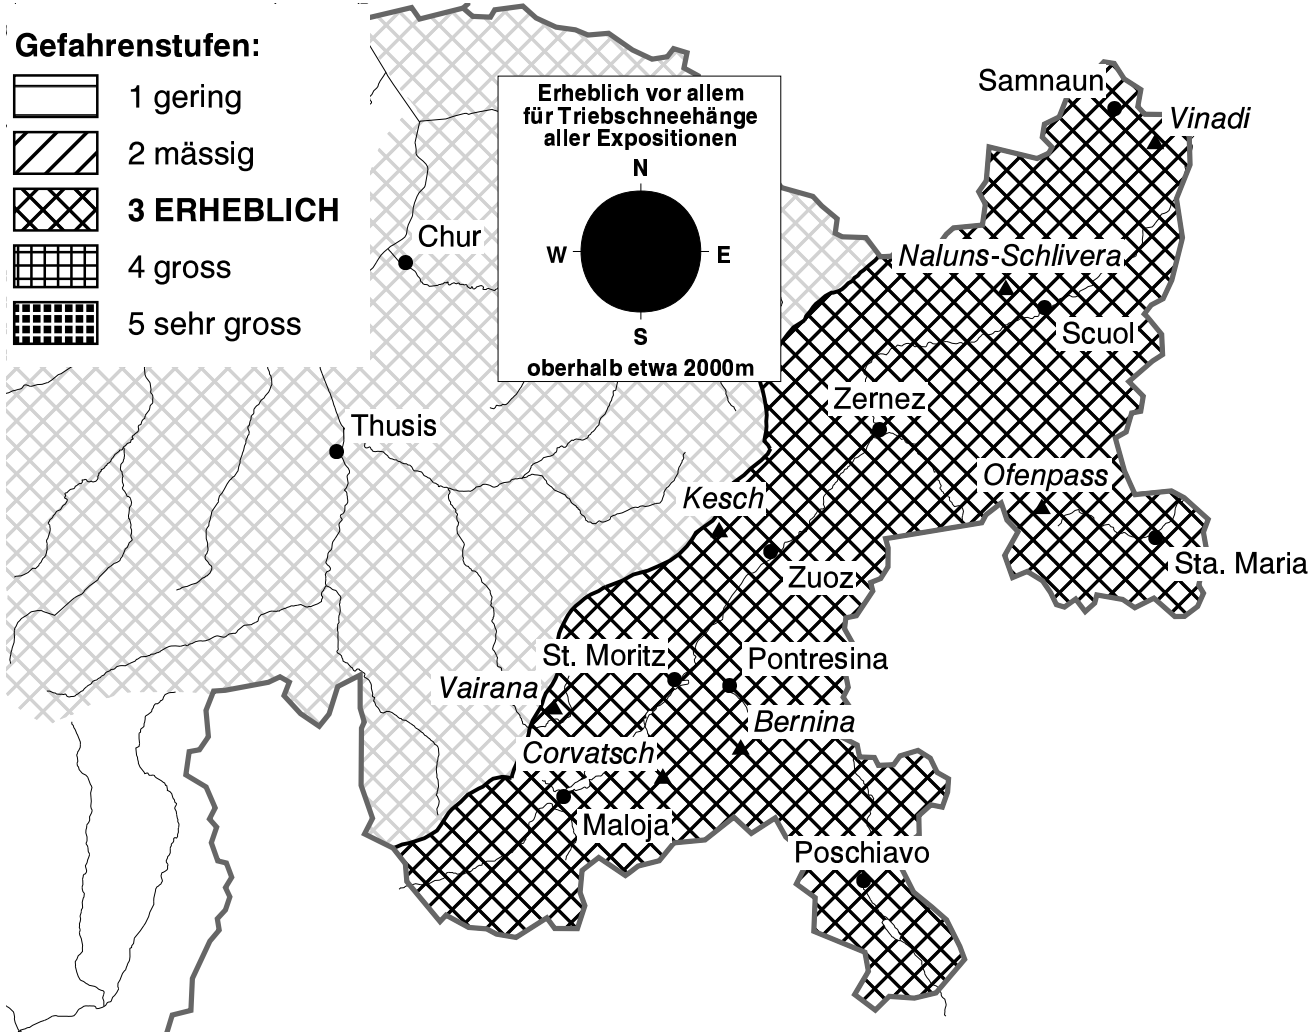 Gefahrenstufen:
1 gering
2 mässig
3 ERHEBLICH
4 gross
5 sehr gross
Erheblich vor allem
für Triebschneehänge
aller Expositionen
N
W
E
S
oberhalb etwa 2000m
Samnaun
Vinadi
Chur
Naluns-Schlivera
Scuol
Zernez
Thusis
Ofenpass
Kesch
Sta. Maria
Zuoz
St. Moritz
Pontresina
Vairana
Bernina
Corvatsch
Maloja
Poschiavo